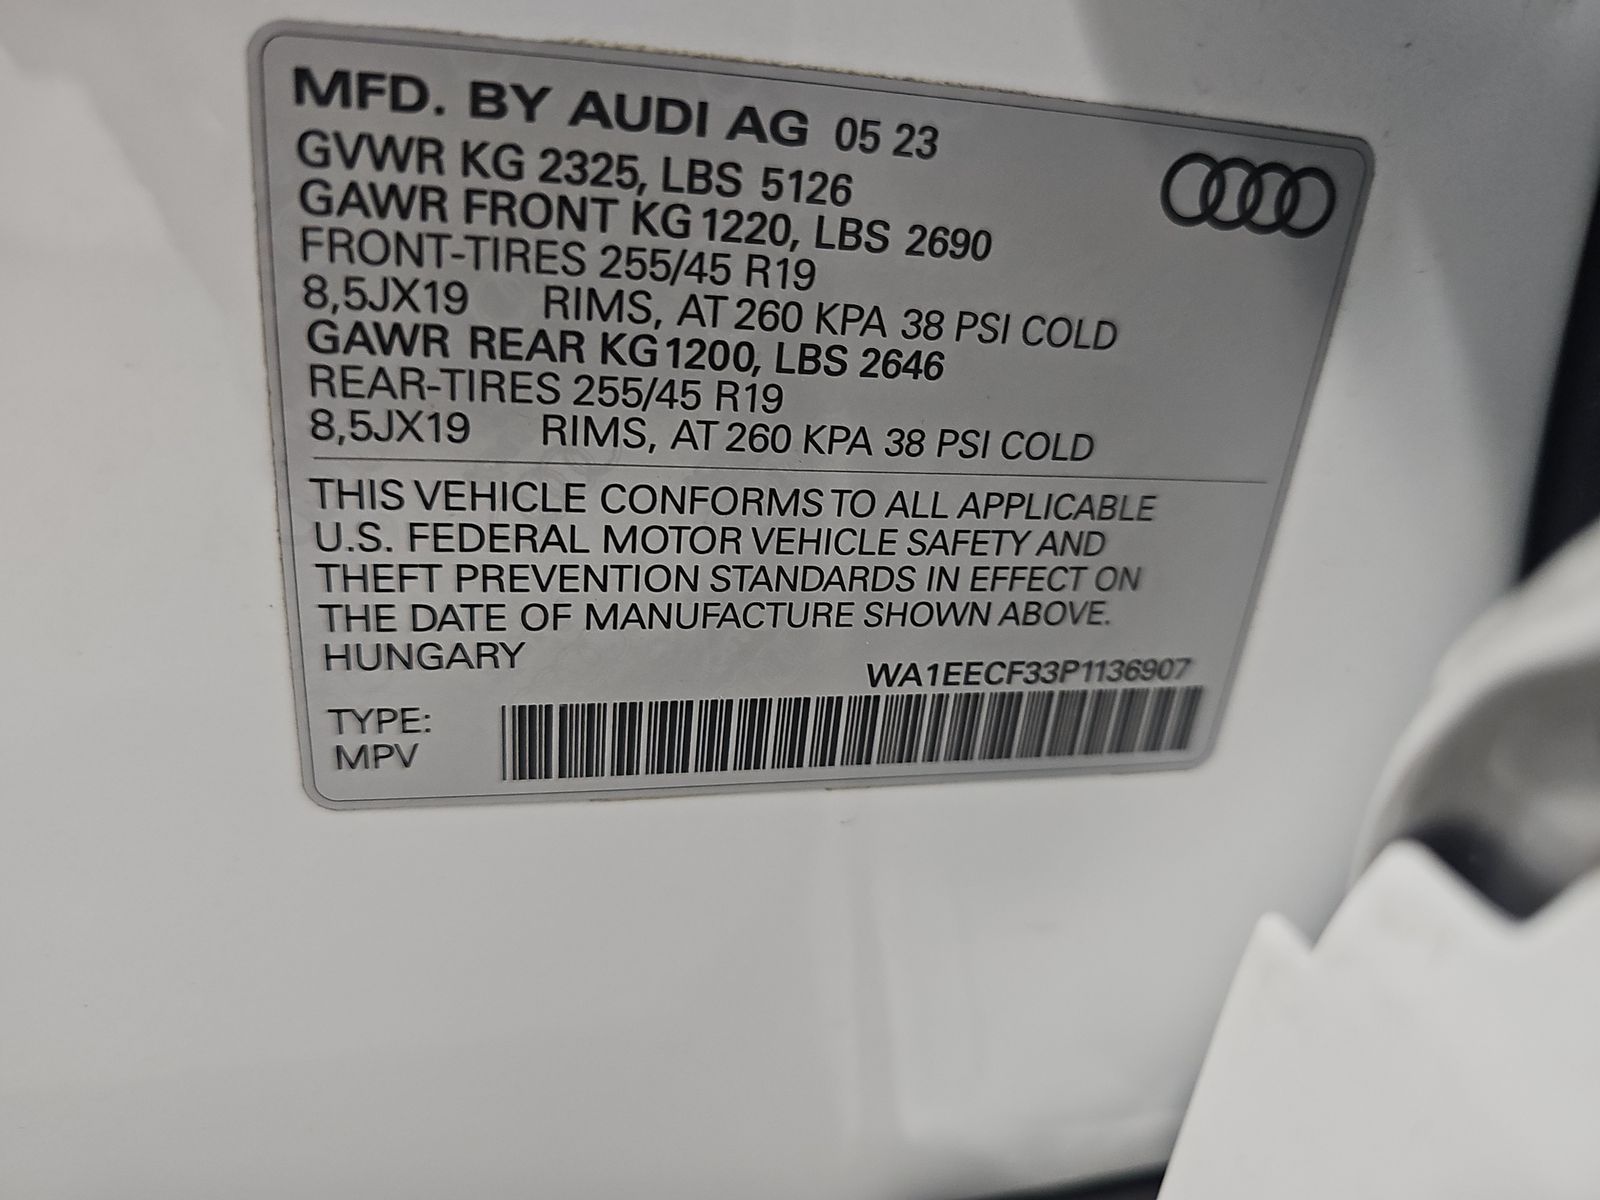 MFD. BY AUDI AG 05 23
GVWR KG 2325, LBS 5126
GAWR FRONT KG 1220, LBS 2690
FRONT-TIRES 255/45 R19
8,5JX19 RIMS, AT 260 KPA 38 PSI COLD
GAWR REAR KG 1200, LBS 2646
REAR-TIRES 255/45 R19
8,5JX19 RIMS, AT 260 KPA 38 PSI COLD
THIS VEHICLE CONFORMS TO ALL APPLICABLE
U.S. FEDERAL MOTOR VEHICLE SAFETY AND
THEFT PREVENTION STANDARDS IN EFFECT ON
THE DATE OF MANUFACTURE SHOWN ABOVE.
HUNGARY
WA1EECF33P1136907
TYPE:
MPV